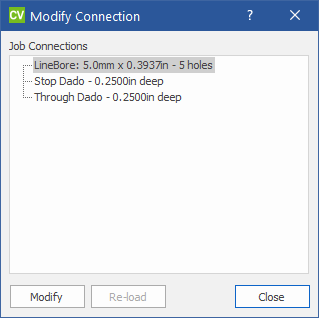 CV Modify Connection ? ×
Job Connections
LineBore: 5.0mm x 0.3937in - 5 holes
Stop Dado - 0.2500in deep
Through Dado - 0.2500in deep
Modify Re-load Close